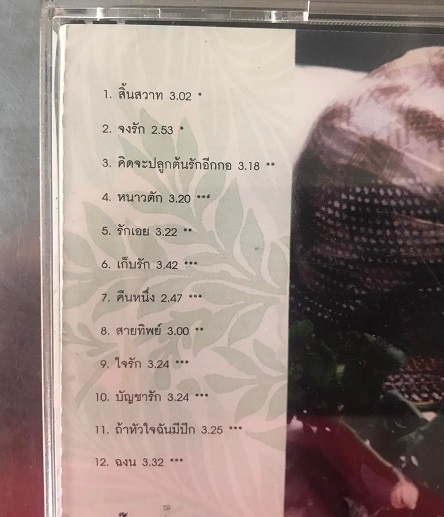 1. สิ้นสวาท 3.02 *
2. จงรัก 2.53 *
3. คิดจะปลูกต้นรักอีกกอ 3.18 **
4. หนาวตัก 3.20 ***
5. รักเอย 3.22 **
6. เก็บรัก 3.42 ***
7. คืนหนึ่ง 2.47 ***
8. สายทิพย์ 3.00 **
9. ใจรัก 3.24 ***
10. บัญชารัก 3.24 ***
11. ถ้าหัวใจฉันมีปีก 3.25 ***
12. ฉงน 3.32 ***